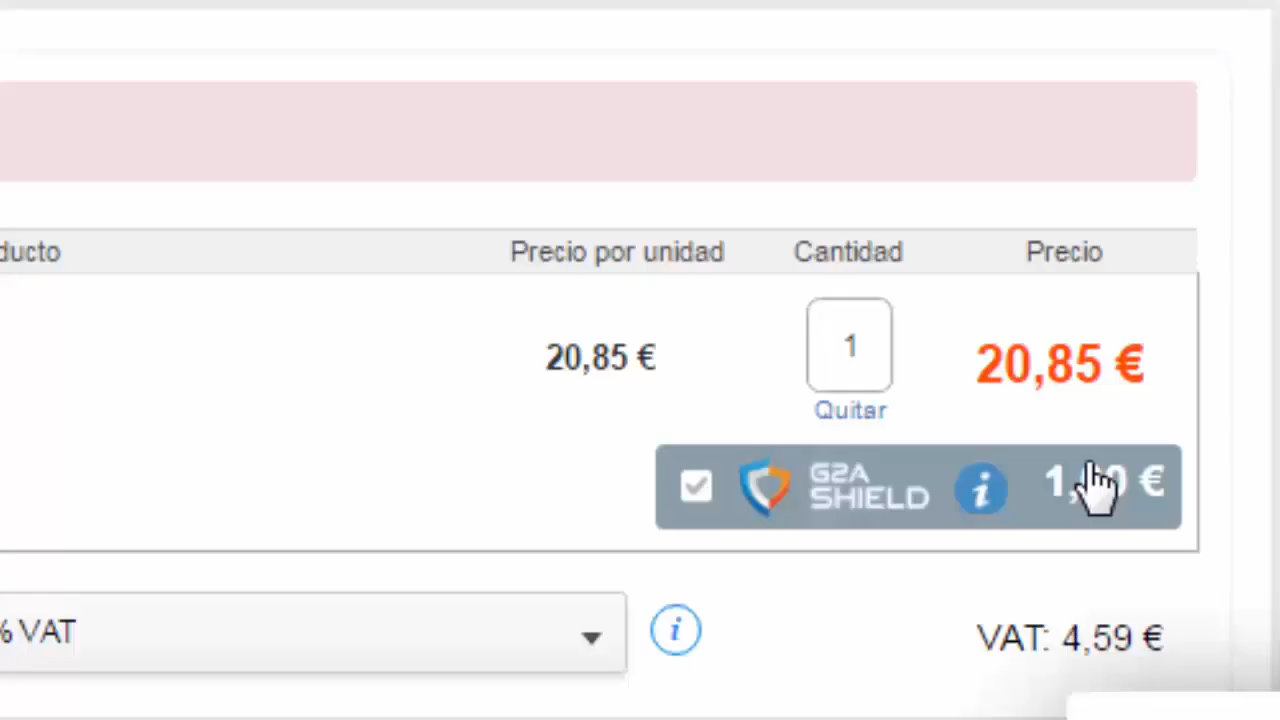 ducto Precio por unidad Cantidad Precio
20,85 € 1 20,85 €
Quitar
G2A
SHIELD i €
% VAT i VAT: 4,59 €